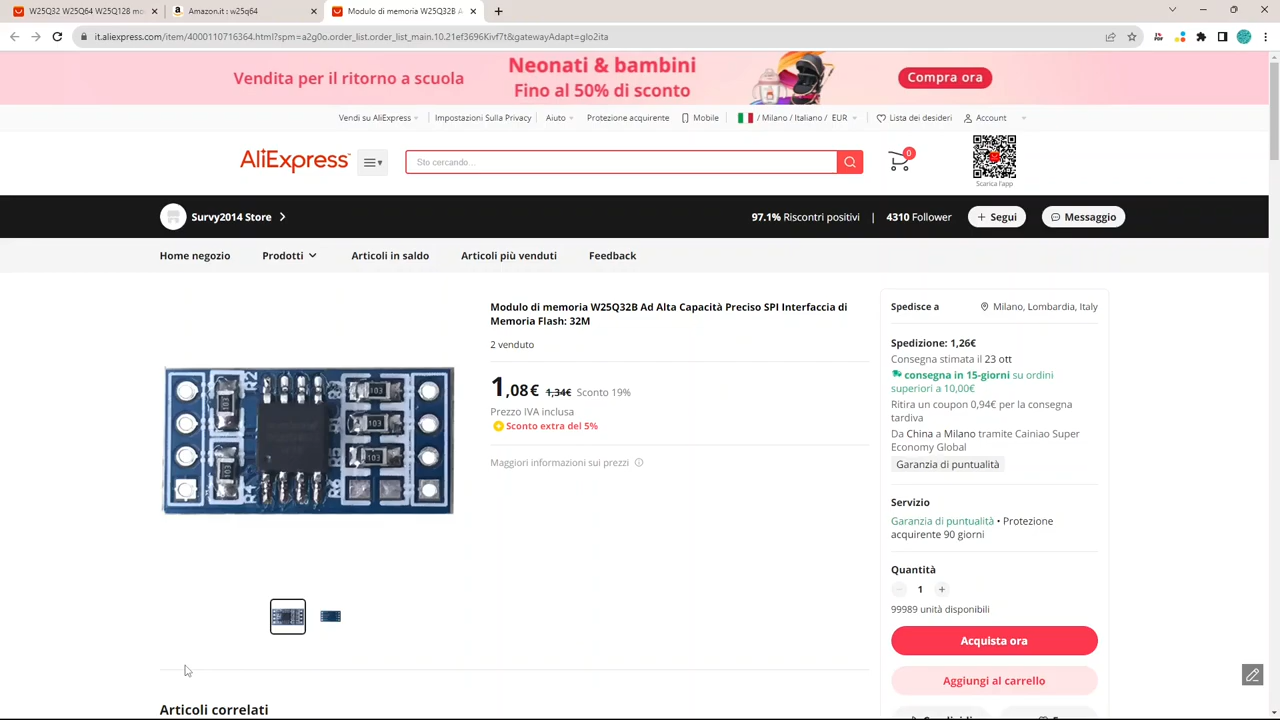 W25Q32 W25Q64 W25Q128 m
Amazon.it : w25q64
Modulo di memoria W25Q32B A
it.aliexpress.com/item/4000110716364.html?spm=a2g0o.order_list.order_list_main.10.21ef3696Kivf7t&gatewayAdapt=glo2ita
Vendita per il ritorno a scuola
Neonati & bambini
Fino al 50% di sconto
Compra ora
Vendi su AliExpress
Impostazioni Sulla Privacy
Aiuto
Protezione acquirente
Mobile
/ Milano / Italiano / EUR
Lista dei desideri
Account
AliExpress
Sto cercando...
0
Scarica l'app
Survy2014 Store
97.1% Riscontri positivi | 4310 Follower
Segui
Messaggio
Home negozio
Prodotti
Articoli in saldo
Articoli più venduti
Feedback
Modulo di memoria W25Q32B Ad Alta Capacità Preciso SPI Interfaccia di
Memoria Flash: 32M
2 venduto
1,08€ 1,34€ Sconto 19%
Prezzo IVA inclusa
Sconto extra del 5%
Maggiori informazioni sui prezzi
103
103
103
103
103
Spedisce a
Milano, Lombardia, Italy
Spedizione: 1,26€
Consegna stimata il 23 ott
consegna in 15-giorni su ordini
superiori a 10,00€
Ritira un coupon 0,94€ per la consegna
tardiva
Da China a Milano tramite Cainiao Super
Economy Global
Garanzia di puntualità
Servizio
Garanzia di puntualità • Protezione
acquirente 90 giorni
Quantità
1
99989 unità disponibili
Acquista ora
Aggiungi al carrello
Articoli correlati